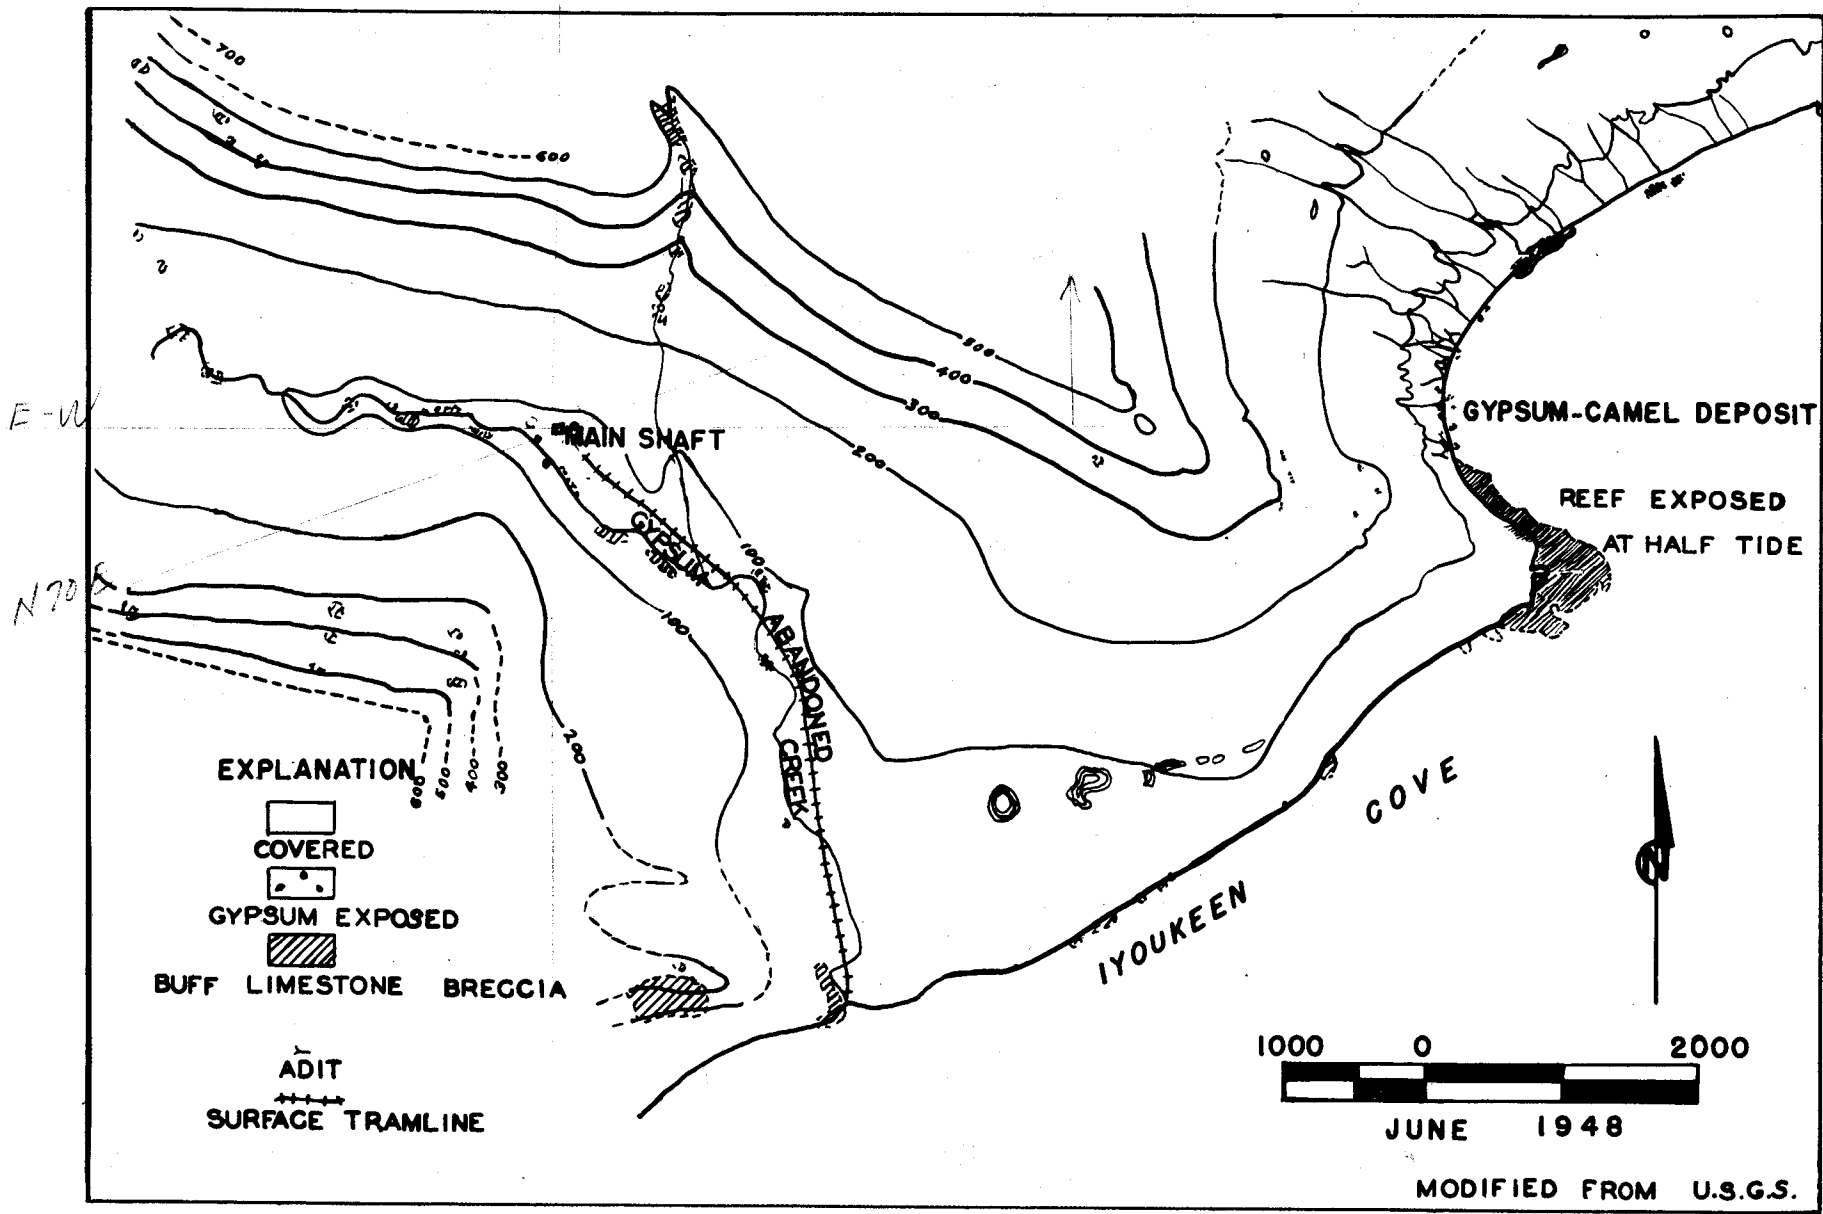 700
600
500
400
300
200
E-W
MAIN SHAFT
GYPSUM-CAMEL DEPOSIT
REEF EXPOSED
AT HALF TIDE
GYPSUM
100
100
N70E
ABANDONED
CREEK
200
600
500
400
300
EXPLANATION
COVERED
GYPSUM EXPOSED
BUFF LIMESTONE BRECCIA
ADIT
SURFACE TRAMLINE
IYOUKEEN COVE
N
1000 0 2000
JUNE 1948
MODIFIED FROM U.S.G.S.